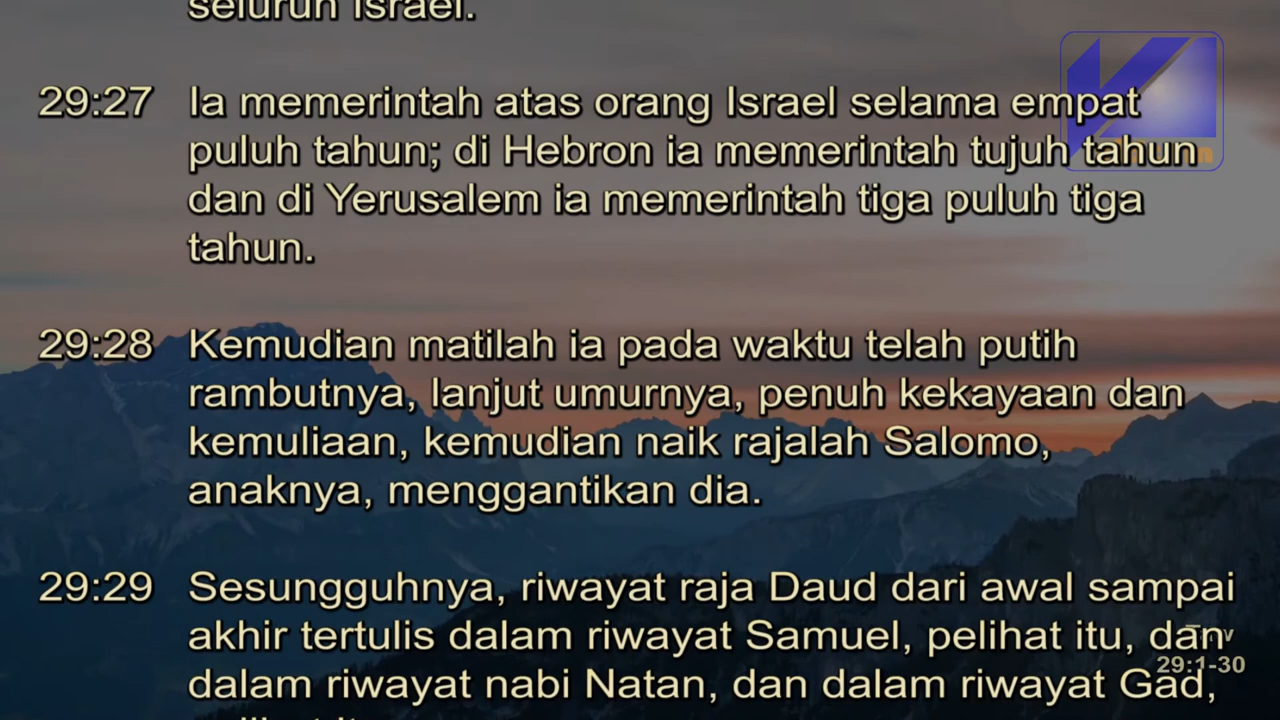 seluruh Israel.
29:27 Ia memerintah atas orang Israel selama empat
puluh tahun; di Hebron ia memerintah tujuh tahun
dan di Yerusalem ia memerintah tiga puluh tiga
tahun.
29:28 Kemudian matilah ia pada waktu telah putih
rambutnya, lanjut umurnya, penuh kekayaan dan
kemuliaan, kemudian naik rajalah Salomo,
anaknya, menggantikan dia.
29:29 Sesungguhnya, riwayat raja Daud dari awal sampai
akhir tertulis dalam riwayat Samuel, pelihat itu, dan
dalam riwayat nabi Natan, dan dalam riwayat Gad,
29:1-30